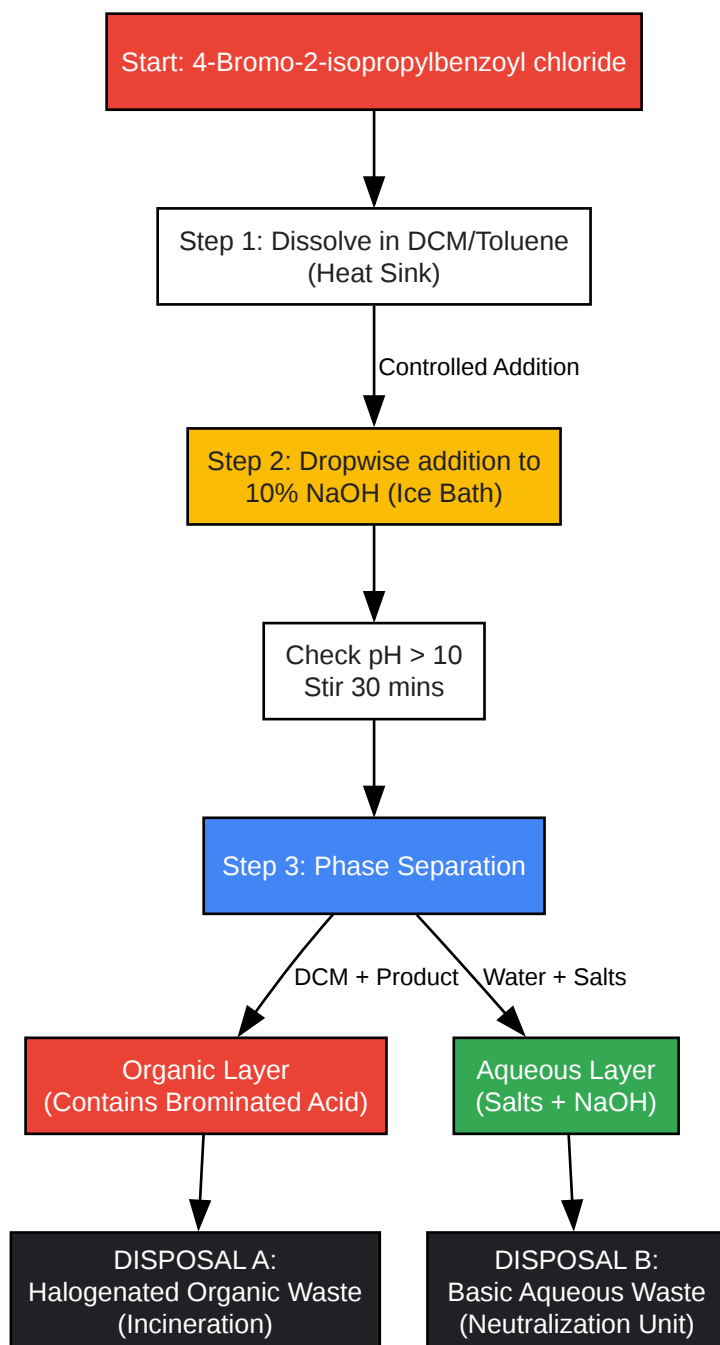 Start: 4-Bromo-2-isopropylbenzoyl chloride
Step 1: Dissolve in DCM/Toluene
(Heat Sink)
Controlled Addition
Step 2: Dropwise addition to
10% NaOH (Ice Bath)
Check pH > 10
Stir 30 mins
Step 3: Phase Separation
DCM + Product
Water + Salts
Organic Layer
(Contains Brominated Acid)
Aqueous Layer
(Salts + NaOH)
DISPOSAL A:
Halogenated Organic Waste
(Incineration)
DISPOSAL B:
Basic Aqueous Waste
(Neutralization Unit)